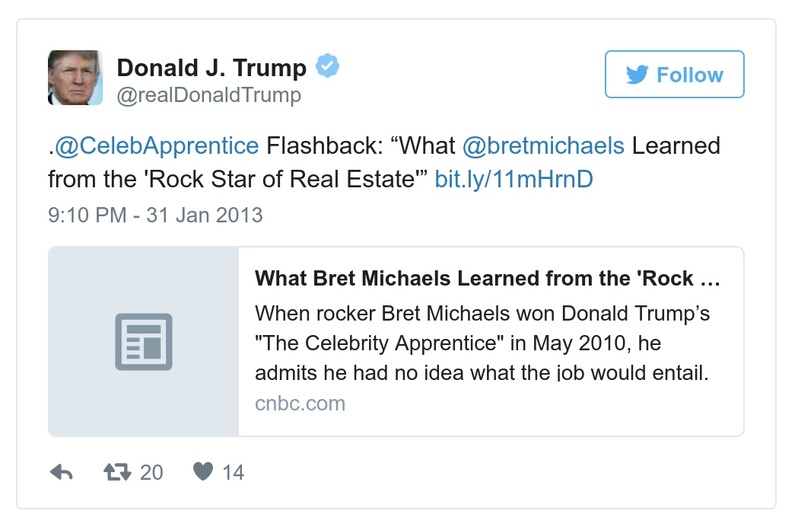 Donald J. Trump
@realDonaldTrump
Follow
.@CelebApprentice Flashback: “What @bretmichaels Learned
from the 'Rock Star of Real Estate'” bit.ly/11mHrnD
9:10 PM - 31 Jan 2013
What Bret Michaels Learned from the 'Rock …
When rocker Bret Michaels won Donald Trump’s
"The Celebrity Apprentice" in May 2010, he
admits he had no idea what the job would entail.
cnbc.com
20 14